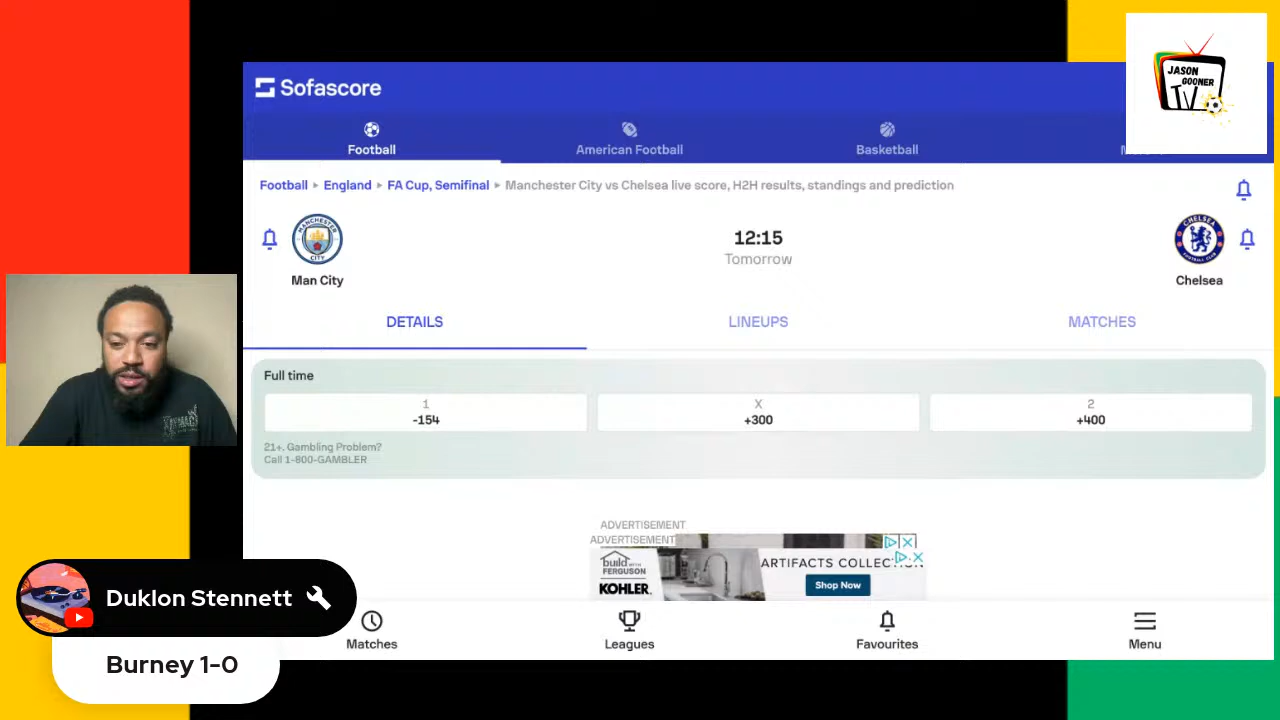 Sofascore
JASON
GOONER
TV
Football
American Football
Basketball
Football ▸ England ▸ FA Cup, Semifinal ▸ Manchester City vs Chelsea live score, H2H results, standings and prediction
12:15
Tomorrow
Man City
Chelsea
DETAILS
LINEUPS
MATCHES
Full time
1
-154
X
+300
2
+400
21+. Gambling Problem?
Call 1-800-GAMBLER
ADVERTISEMENT
ADVERTISEMENT
build WITH
FERGUSON
KOHLER.
ARTIFACTS COLLECTION
Shop Now
Duklon Stennett
Burney 1-0
Matches
Leagues
Favourites
Menu